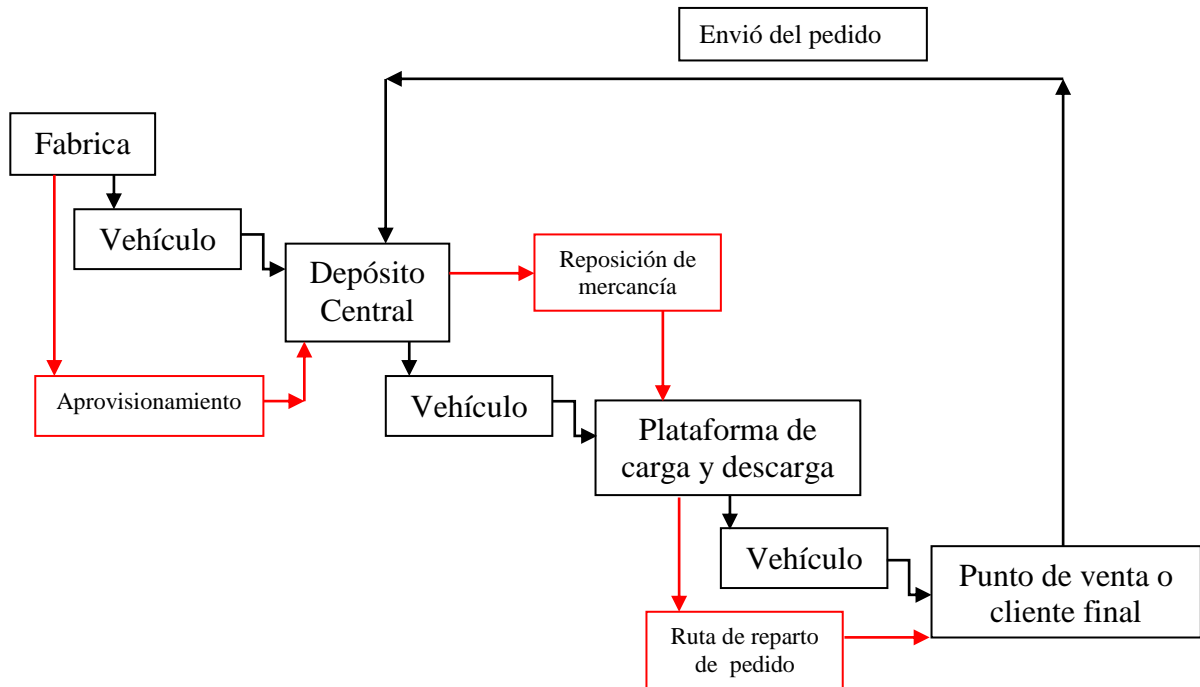 Envió del pedido
Fabrica
Vehículo
Depósito
Central
Reposición de
mercancía
Aprovisionamiento
Vehículo
Plataforma de
carga y descarga
Vehículo
Punto de venta o
cliente final
Ruta de reparto
de pedido